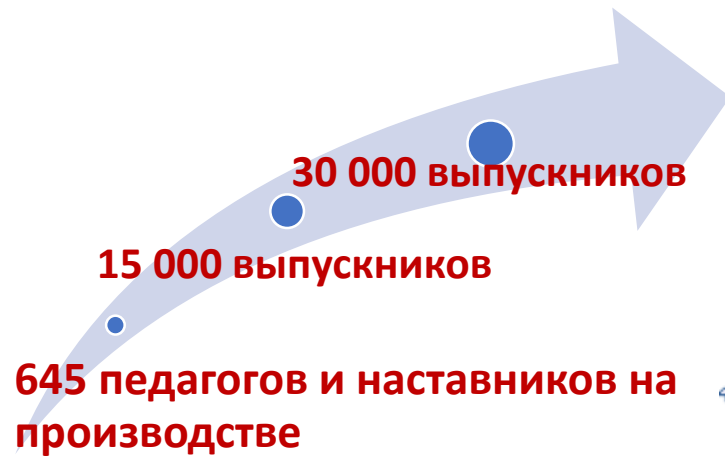 30 000 выпускников
15 000 выпускников
645 педагогов и наставников на
производстве